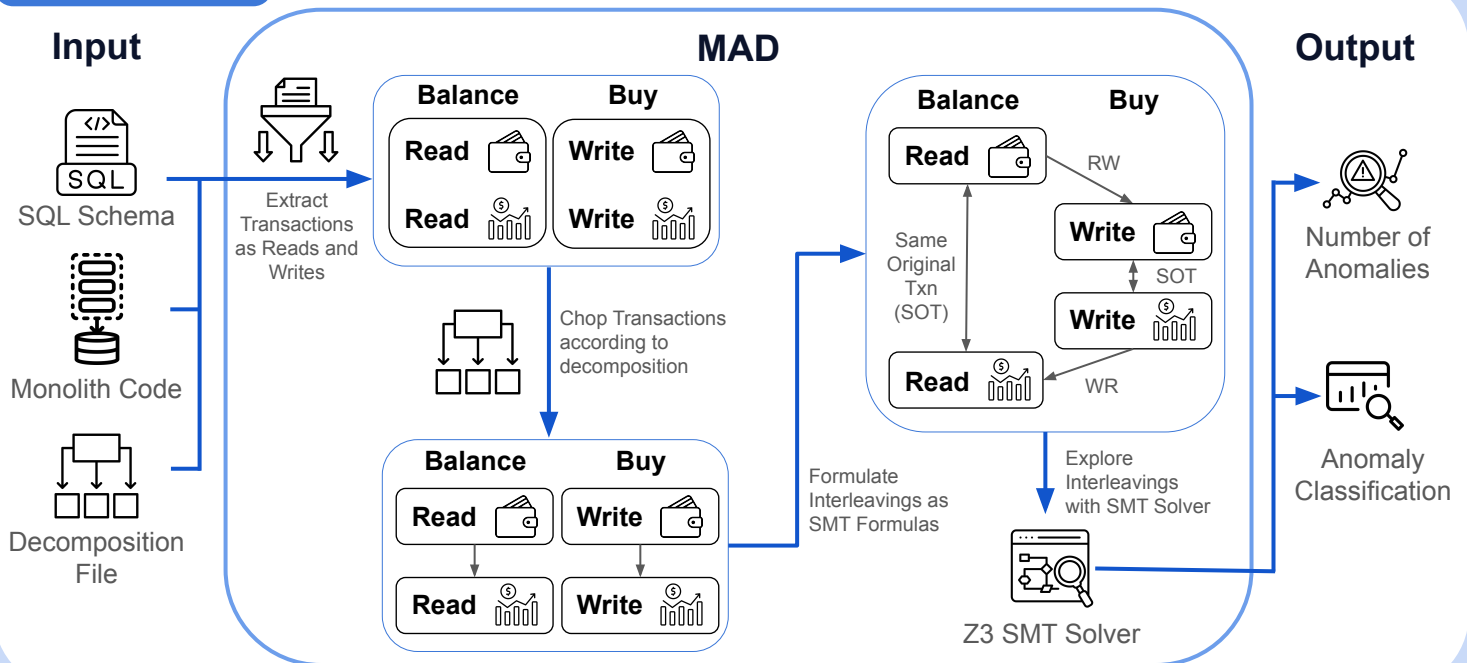 Input
MAD
Output
</>
SQL
SQL Schema
Monolith Code
Decomposition
File
Extract
Transactions
as Reads and
Writes
Balance Buy
Read Write
$ $
Read Write
Chop Transactions
according to
decomposition
Balance Buy
Read Write
$ $
Read Write
Formulate
Interleavings as
SMT Formulas
Balance Buy
Read
RW
Write
Same
Original
Txn
(SOT)
SOT
$
Write
$
Read
WR
Explore
Interleavings
with SMT Solver
Z3 SMT Solver
Number of
Anomalies
Anomaly
Classification